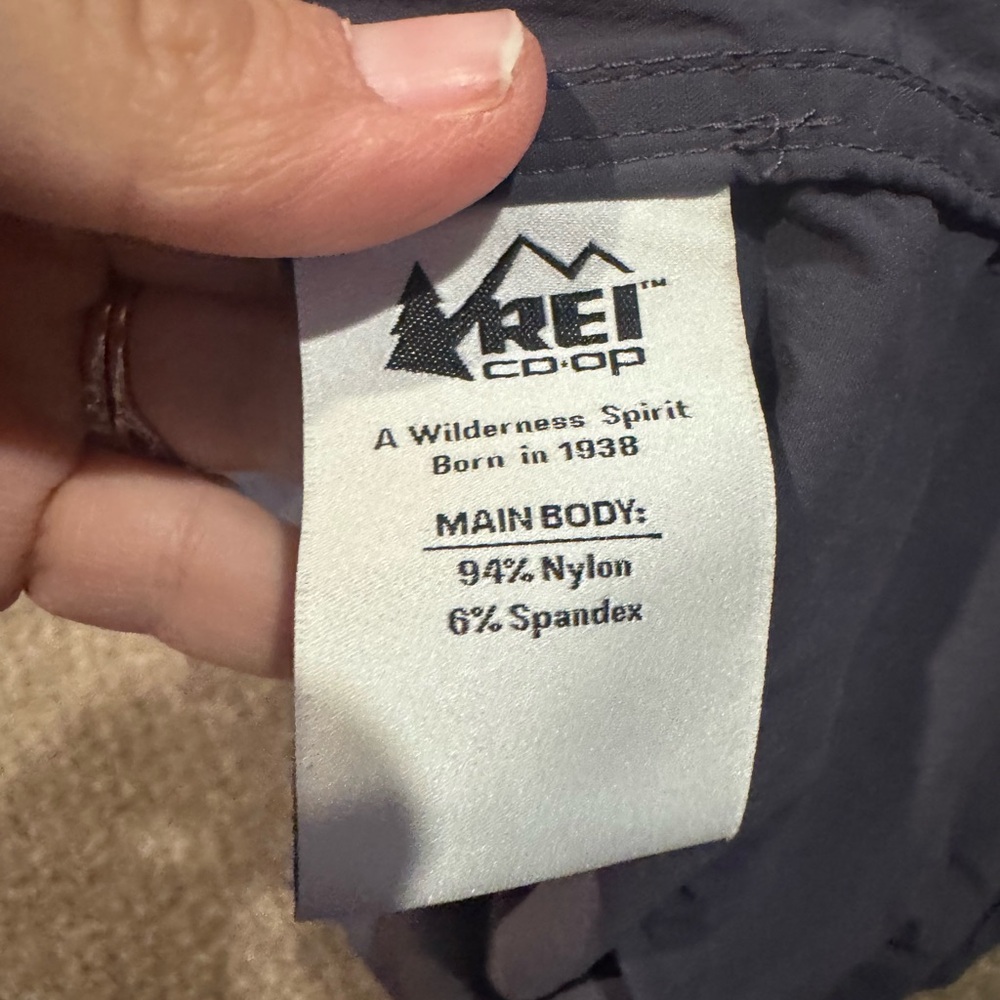 REI™
CO·OP
A Wilderness Spirit
Born in 1938
MAIN BODY:
94% Nylon
6% Spandex